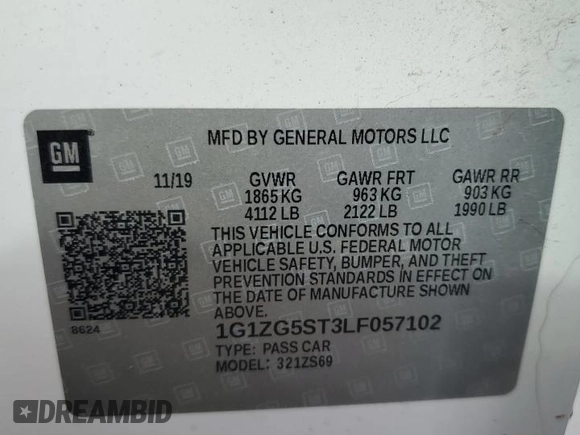 GM
MFD BY GENERAL MOTORS LLC
11/19 GVWR GAWR FRT GAWR RR
1865 KG 963 KG 903 KG
4112 LB 2122 LB 1990 LB
THIS VEHICLE CONFORMS TO ALL
APPLICABLE U.S. FEDERAL MOTOR
VEHICLE SAFETY, BUMPER, AND THEFT
PREVENTION STANDARDS IN EFFECT ON
THE DATE OF MANUFACTURE SHOWN
ABOVE.
8624
1G1ZG5ST3LF057102
TYPE: PASS CAR
MODEL: 321ZS69
DREAMBID